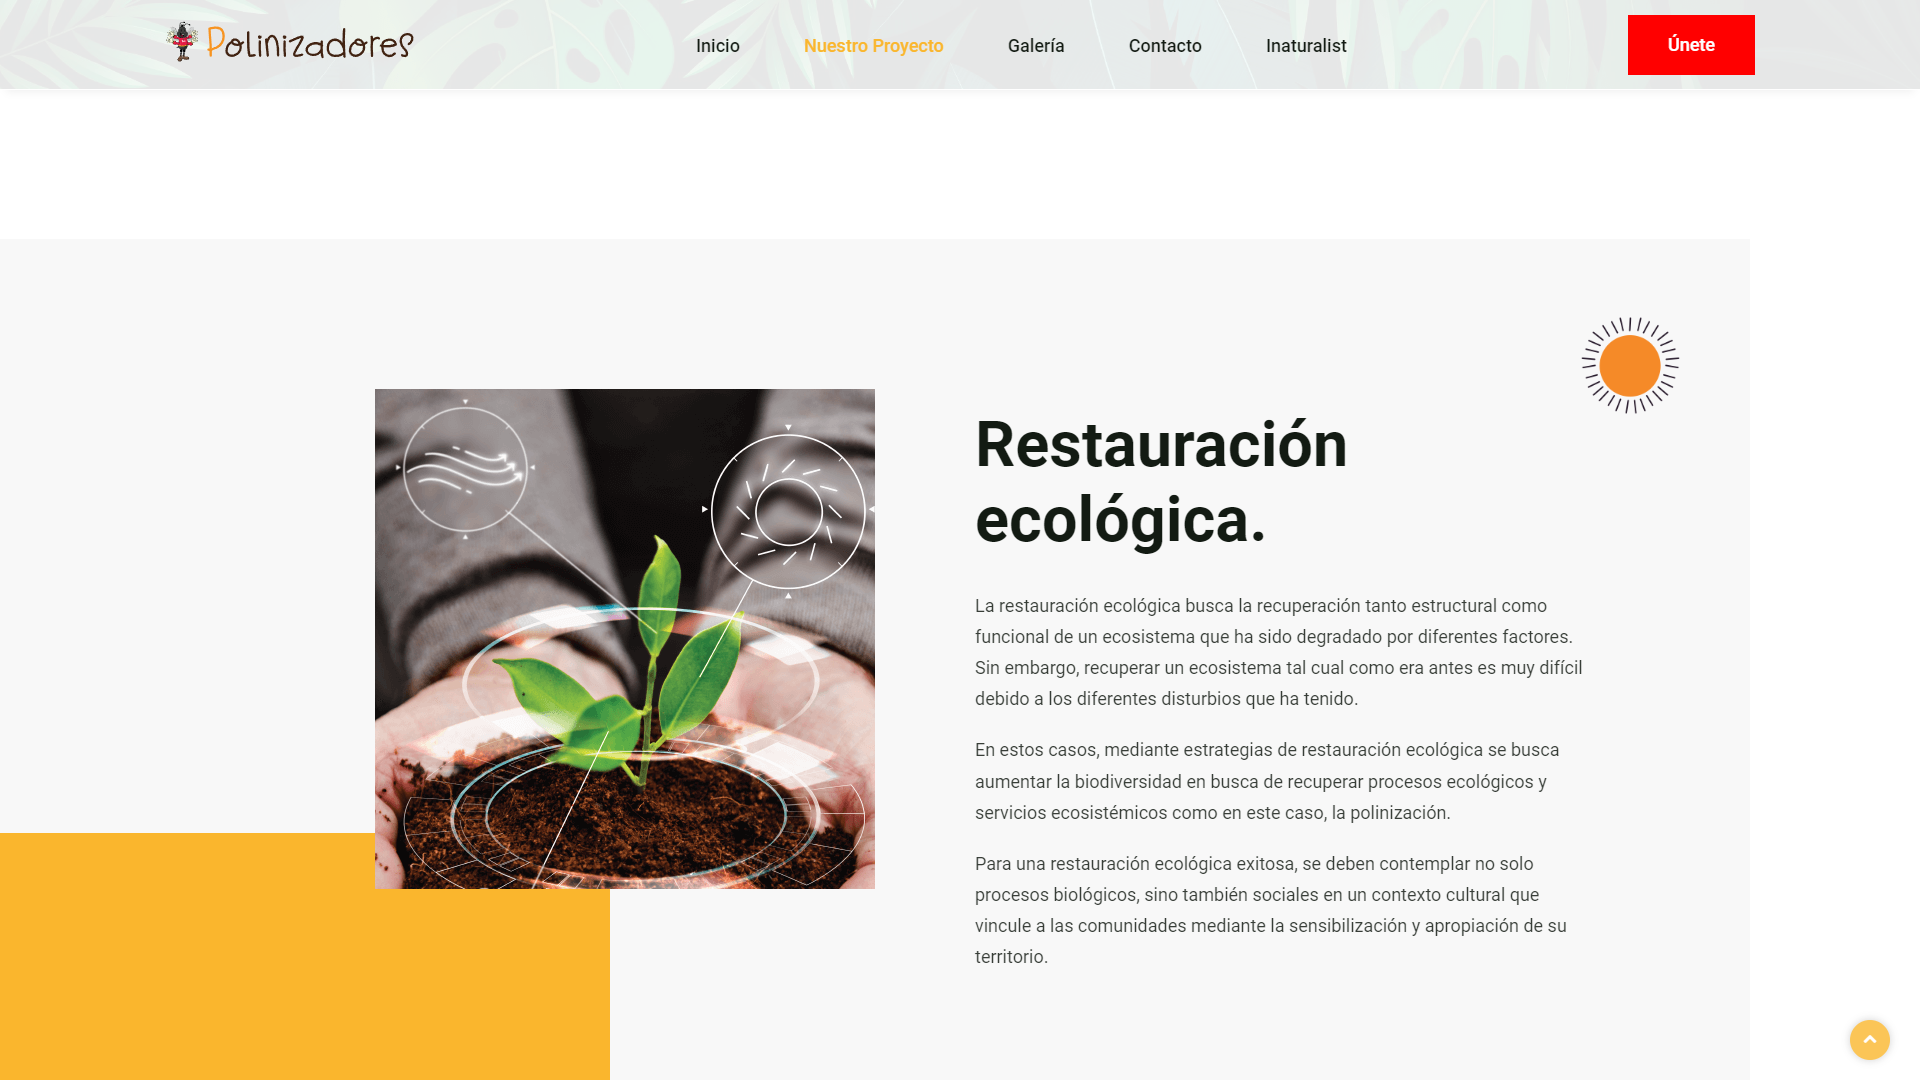 Polinizadores
Inicio
Nuestro Proyecto
Galería
Contacto
Inaturalist
Únete
Restauración
ecológica.
La restauración ecológica busca la recuperación tanto estructural como
funcional de un ecosistema que ha sido degradado por diferentes factores.
Sin embargo, recuperar un ecosistema tal cual como era antes es muy difícil
debido a los diferentes disturbios que ha tenido.
En estos casos, mediante estrategias de restauración ecológica se busca
aumentar la biodiversidad en busca de recuperar procesos ecológicos y
servicios ecosistémicos como en este caso, la polinización.
Para una restauración ecológica exitosa, se deben contemplar no solo
procesos biológicos, sino también sociales en un contexto cultural que
vincule a las comunidades mediante la sensibilización y apropiación de su
territorio.